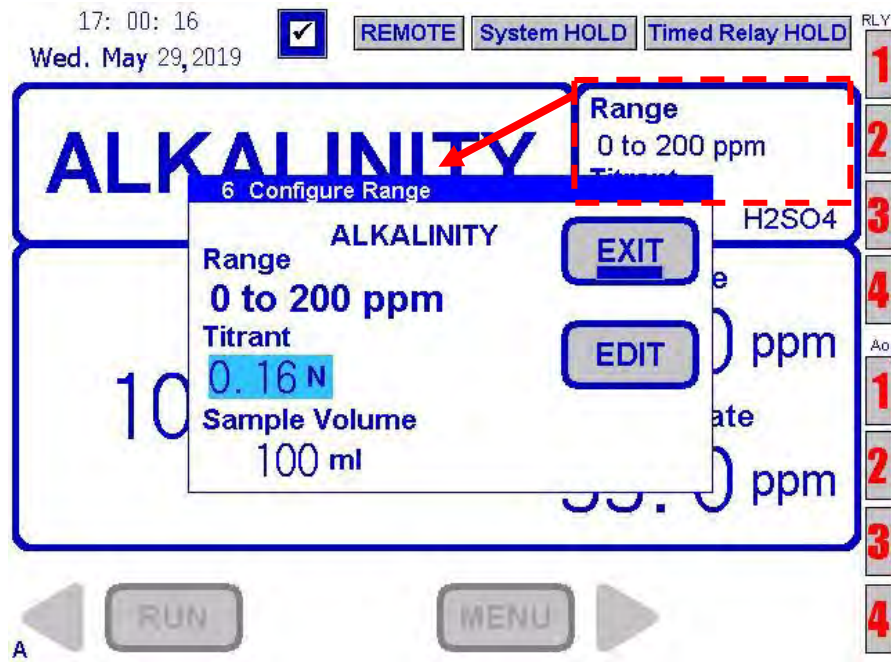 17: 00: 16
Wed. May 29,2019
REMOTE
System HOLD
Timed Relay HOLD
RLY
1
2
3
4
Ao
1
2
3
4
ALKALINITY
Range
0 to 200 ppm
Titrant
H2SO4
6 Configure Range
ALKALINITY
Range
0 to 200 ppm
Titrant
0.16 N
Sample Volume
100 ml
EXIT
EDIT
10
ppm
ppm
RUN
MENU
A